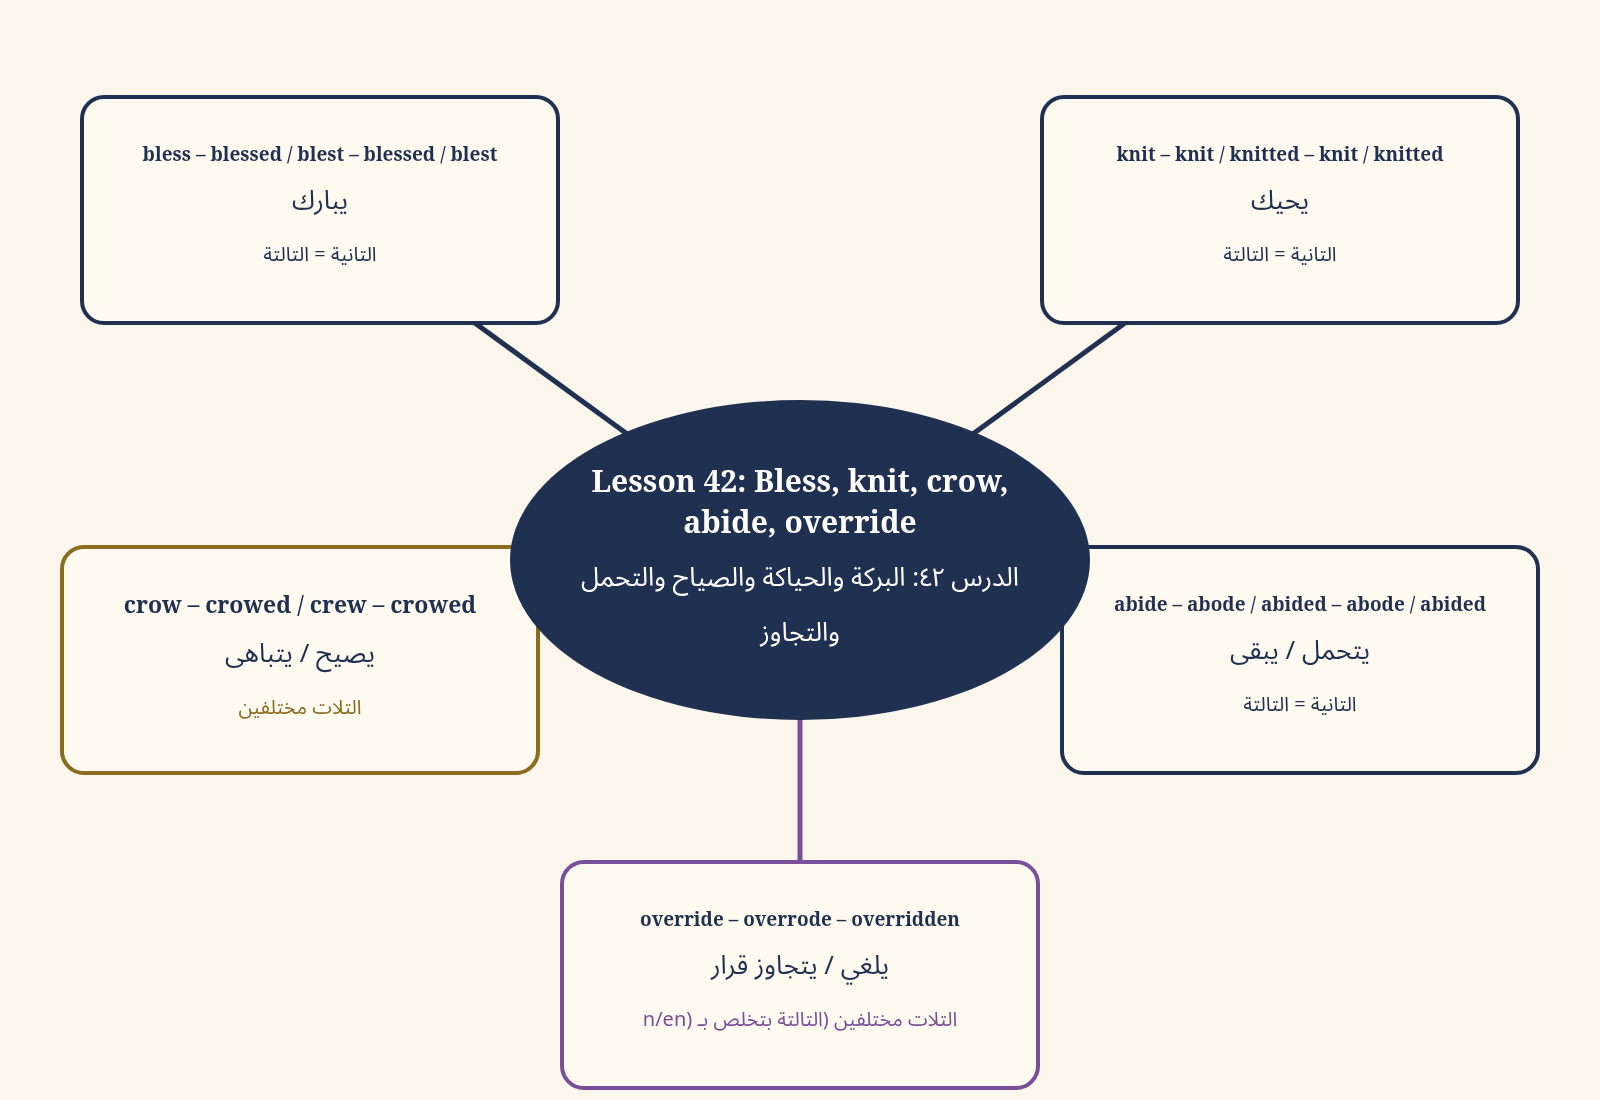 bless – blessed / blest – blessed / blest
يبارك
التانية = التالتة
knit – knit / knitted – knit / knitted
يحيك
التانية = التالتة
Lesson 42: Bless, knit, crow,
abide, override
الدرس ٤٢: البركة والحياكة والصياح والتحمل
والتجاوز
crow – crowed / crew – crowed
يصيح / يتباهى
التلات مختلفين
abide – abode / abided – abode / abided
يتحمل / يبقى
التانية = التالتة
override – overrode – overridden
يلغي / يتجاوز قرار
التلات مختلفين (التالتة بتخلص بـ n/en)